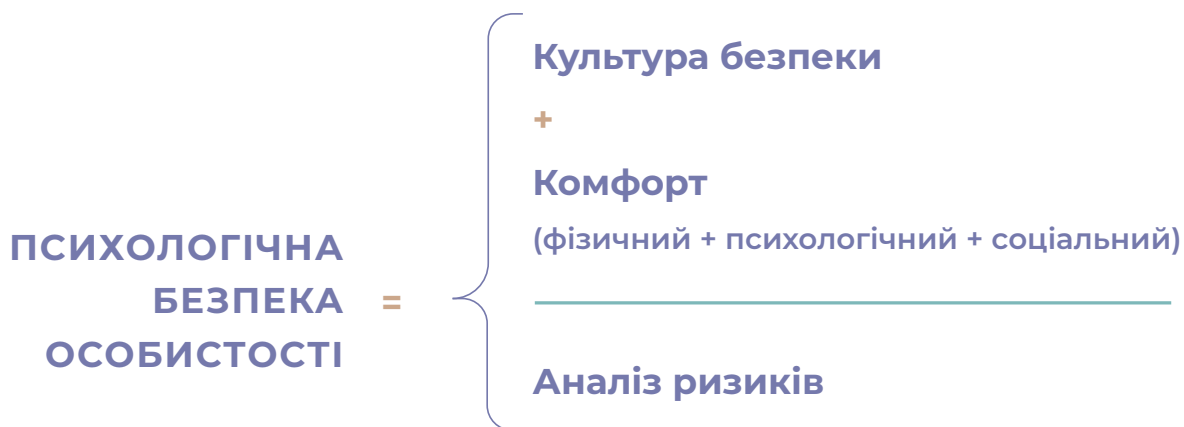 ПСИХОЛОГІЧНА
БЕЗПЕКА
ОСОБИСТОСТІ
=
Культура безпеки
+
Комфорт
(фізичний + психологічний + соціальний)
Аналіз ризиків